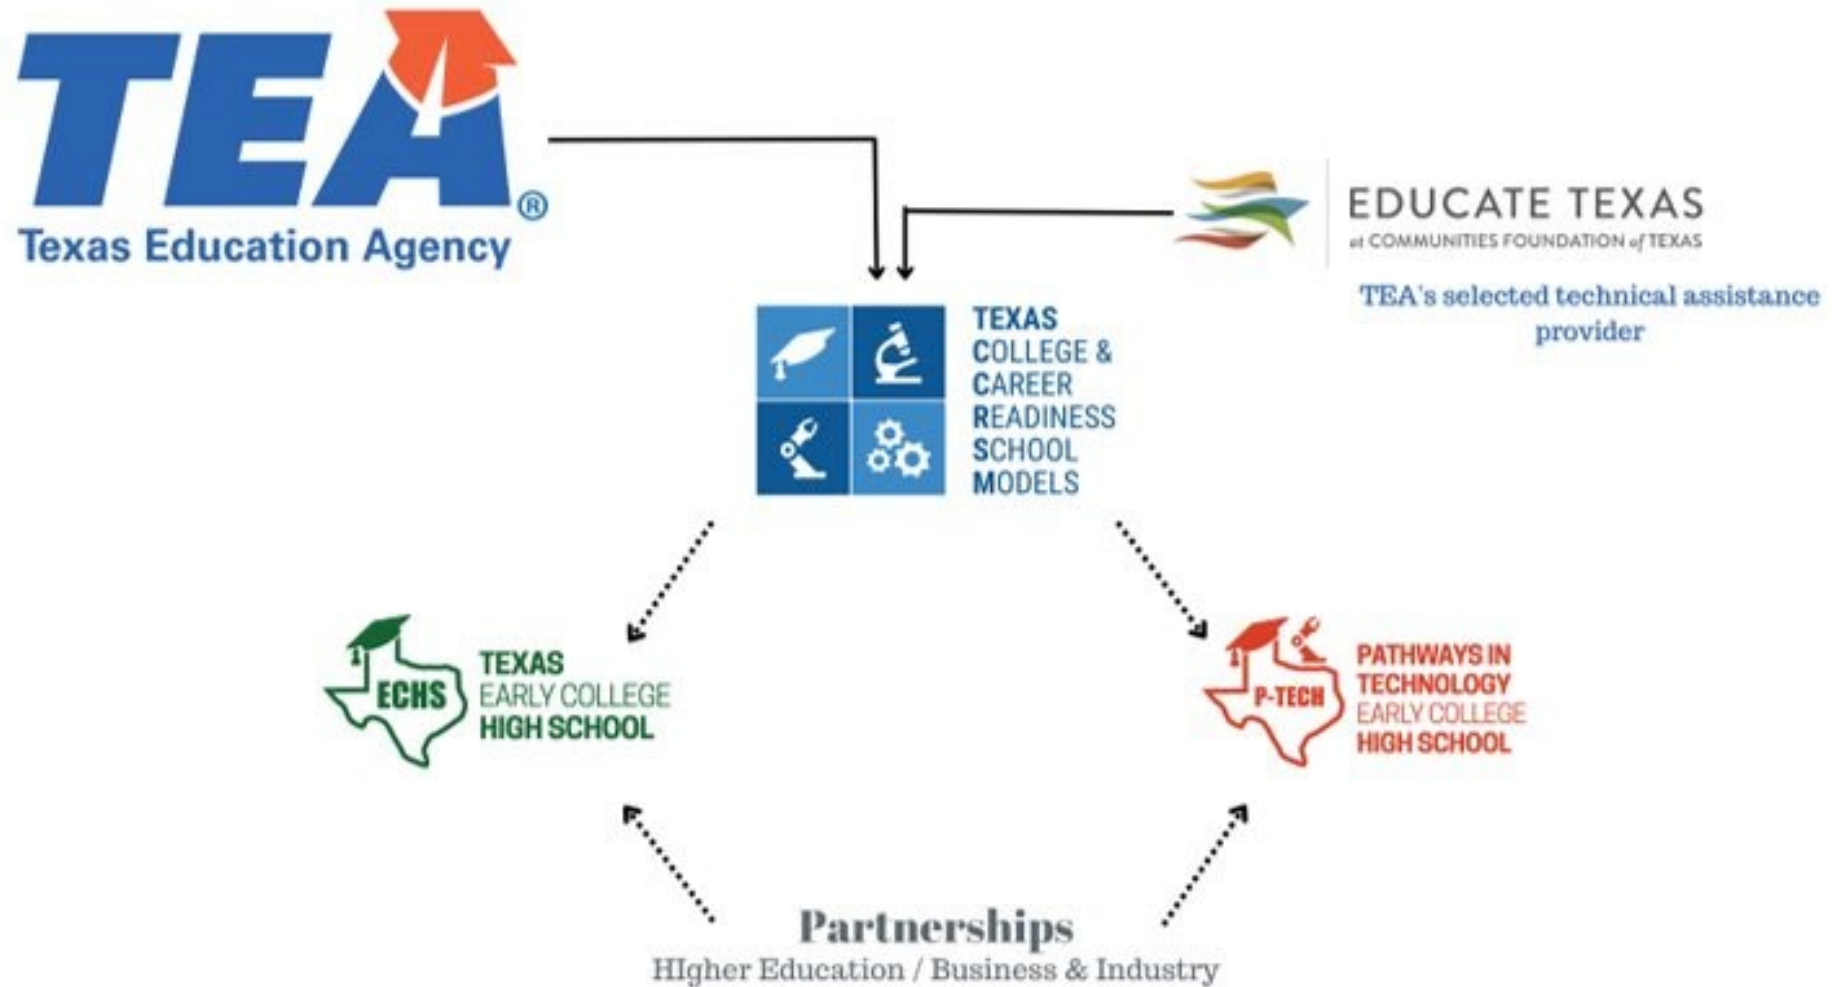 TEA®
Texas Education Agency
EDUCATE TEXAS
at COMMUNITIES FOUNDATION of TEXAS
TEA's selected technical assistance
provider
TEXAS
COLLEGE &
CAREER
READINESS
SCHOOL
MODELS
ECHS
TEXAS
EARLY COLLEGE
HIGH SCHOOL
P-TECH
PATHWAYS IN
TECHNOLOGY
EARLY COLLEGE
HIGH SCHOOL
Partnerships
HIgher Education / Business & Industry